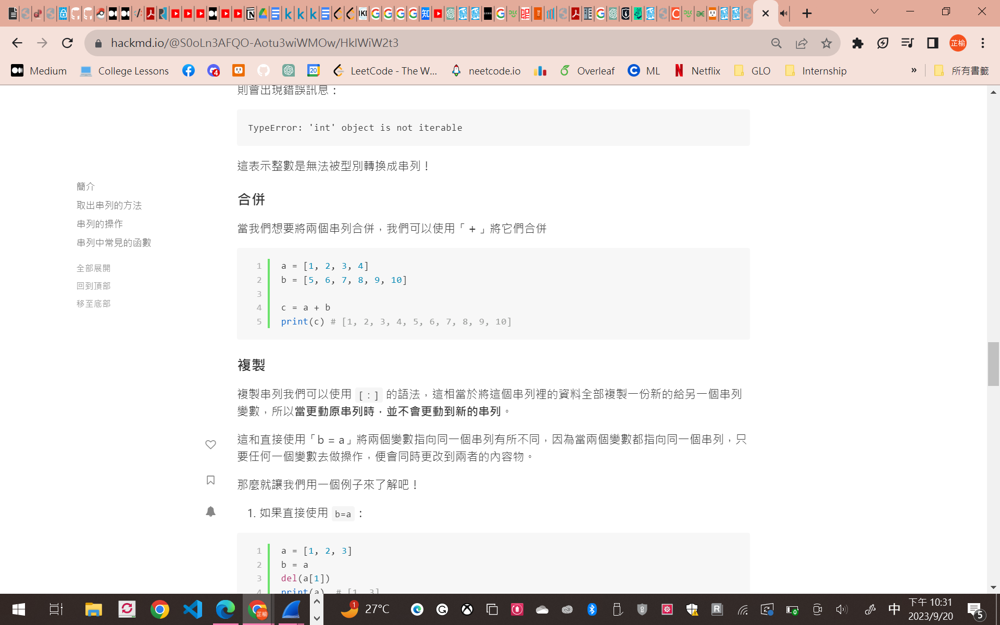 hackmd.io/@S0oLn3AFQO-Aotu3wiWMOw/HkIWiW2t3
芷榆
Medium
College Lessons
LeetCode - The W...
neetcode.io
Overleaf
ML
Netflix
GLO
Internship
»
所有書籤
則會出現錯誤訊息：
TypeError: 'int' object is not iterable
這表示整數是無法被型別轉換成串列！
簡介
取出串列的方法
串列的操作
串列中常見的函數
全部展開
回到頂部
移至底部
合併
當我們想要將兩個串列合併，我們可以使用「 + 」將它們合併
1 a = [1, 2, 3, 4]
2 b = [5, 6, 7, 8, 9, 10]
3
4 c = a + b
5 print(c) # [1, 2, 3, 4, 5, 6, 7, 8, 9, 10]
複製
複製串列我們可以使用 [:] 的語法，這相當於將這個串列裡的資料全部複製一份新的給另一個串列
變數，所以當更動原串列時，並不會更動到新的串列。
這和直接使用「b = a」將兩個變數指向同一個串列有所不同，因為當兩個變數都指向同一個串列，只
要任何一個變數去做操作，便會同時更改到兩者的內容物。
那麼就讓我們用一個例子來了解吧！
1. 如果直接使用 b=a：
1 a = [1, 2, 3]
2 b = a
3 del(a[1])
4 print(a) # [1, 3]
1
27°C
中
下午 10:31
2023/9/20
5